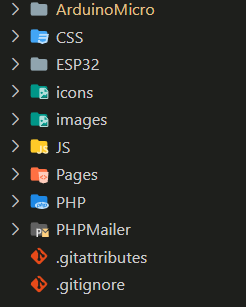 ArduinoMicro
CSS
ESP32
icons
images
JS
Pages
PHP
PHPMailer
.gitattributes
.gitignore